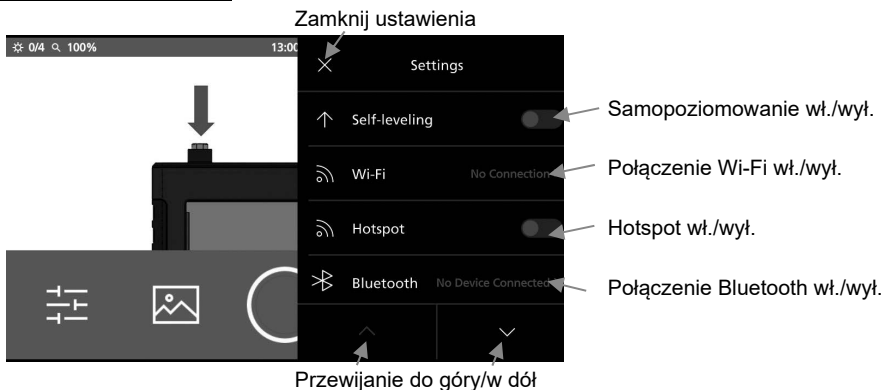 Zamknij ustawienia
0/4 100% 13:00
Settings
Self-leveling
Samopoziomowanie wł./wył.
Wi-Fi No Connection
Połączenie Wi-Fi wł./wył.
Hotspot
Hotspot wł./wył.
Bluetooth No Device Connected
Połączenie Bluetooth wł./wył.
Przewijanie do góry/w dół